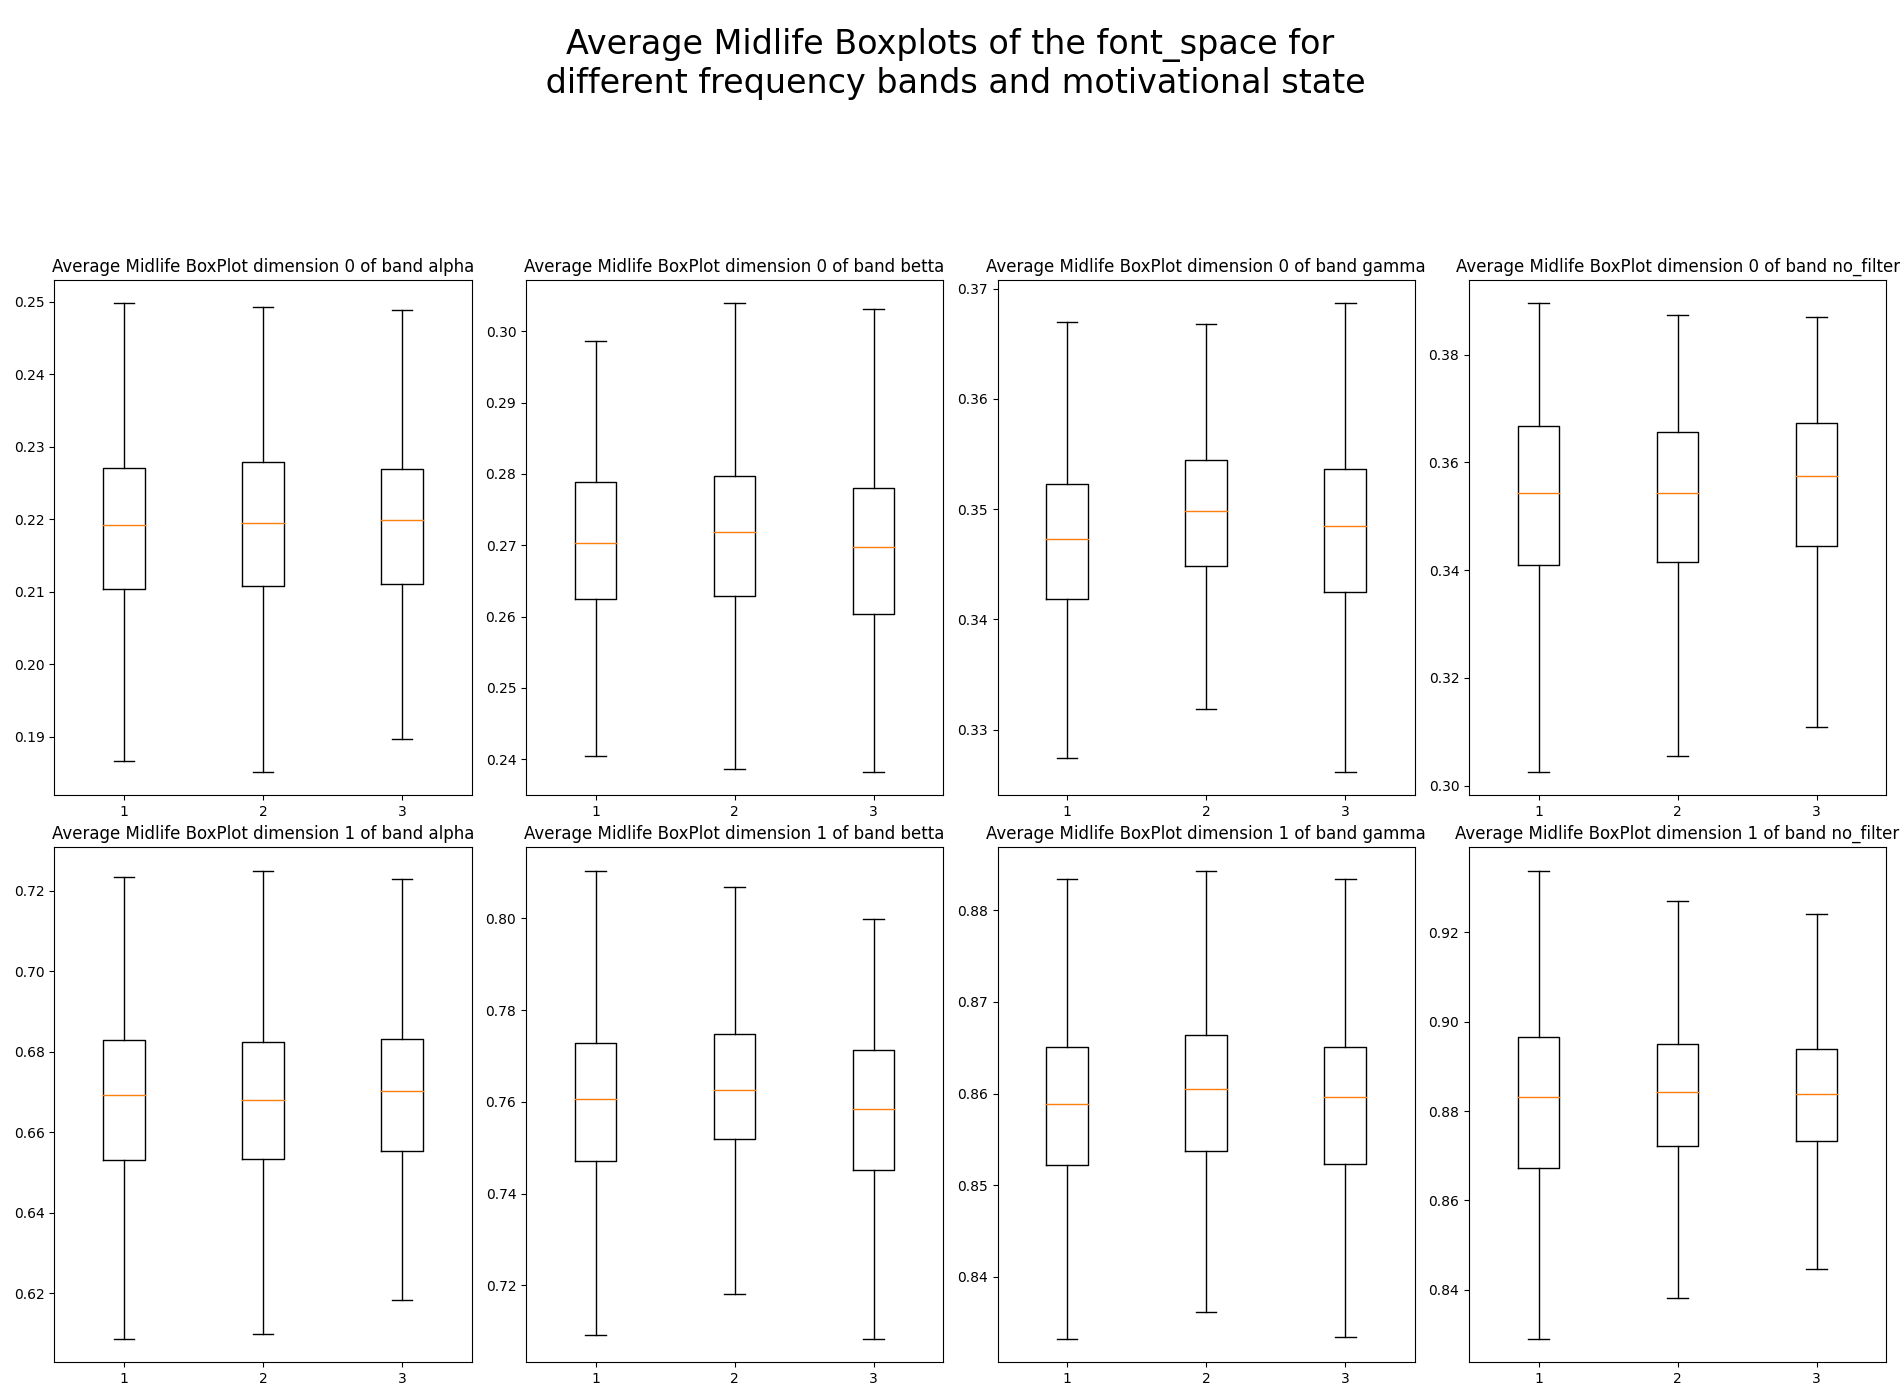 Average Midlife Boxplots of the font_space for
different frequency bands and motivational state
Average Midlife BoxPlot dimension 0 of band alpha
0.25
0.24
0.23
0.22
0.21
0.20
0.19
1 2 3
Average Midlife BoxPlot dimension 0 of band betta
0.30
0.29
0.28
0.27
0.26
0.25
0.24
1 2 3
Average Midlife BoxPlot dimension 0 of band gamma
0.37
0.36
0.35
0.34
0.33
1 2 3
Average Midlife BoxPlot dimension 0 of band no_filter
0.38
0.36
0.34
0.32
0.30
1 2 3
Average Midlife BoxPlot dimension 1 of band alpha
0.72
0.70
0.68
0.66
0.64
0.62
1 2 3
Average Midlife BoxPlot dimension 1 of band betta
0.80
0.78
0.76
0.74
0.72
1 2 3
Average Midlife BoxPlot dimension 1 of band gamma
0.88
0.87
0.86
0.85
0.84
1 2 3
Average Midlife BoxPlot dimension 1 of band no_filter
0.92
0.90
0.88
0.86
0.84
1 2 3